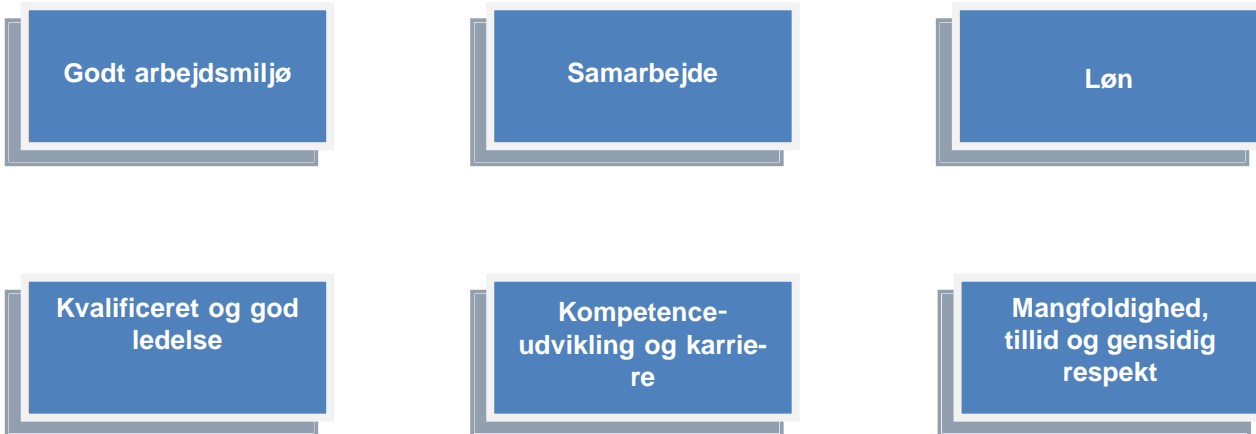 Godt arbejdsmiljø
Samarbejde
Løn
Kvalificeret og god
ledelse
Kompetence-
udvikling og karrie-
re
Mangfoldighed,
tillid og gensidig
respekt